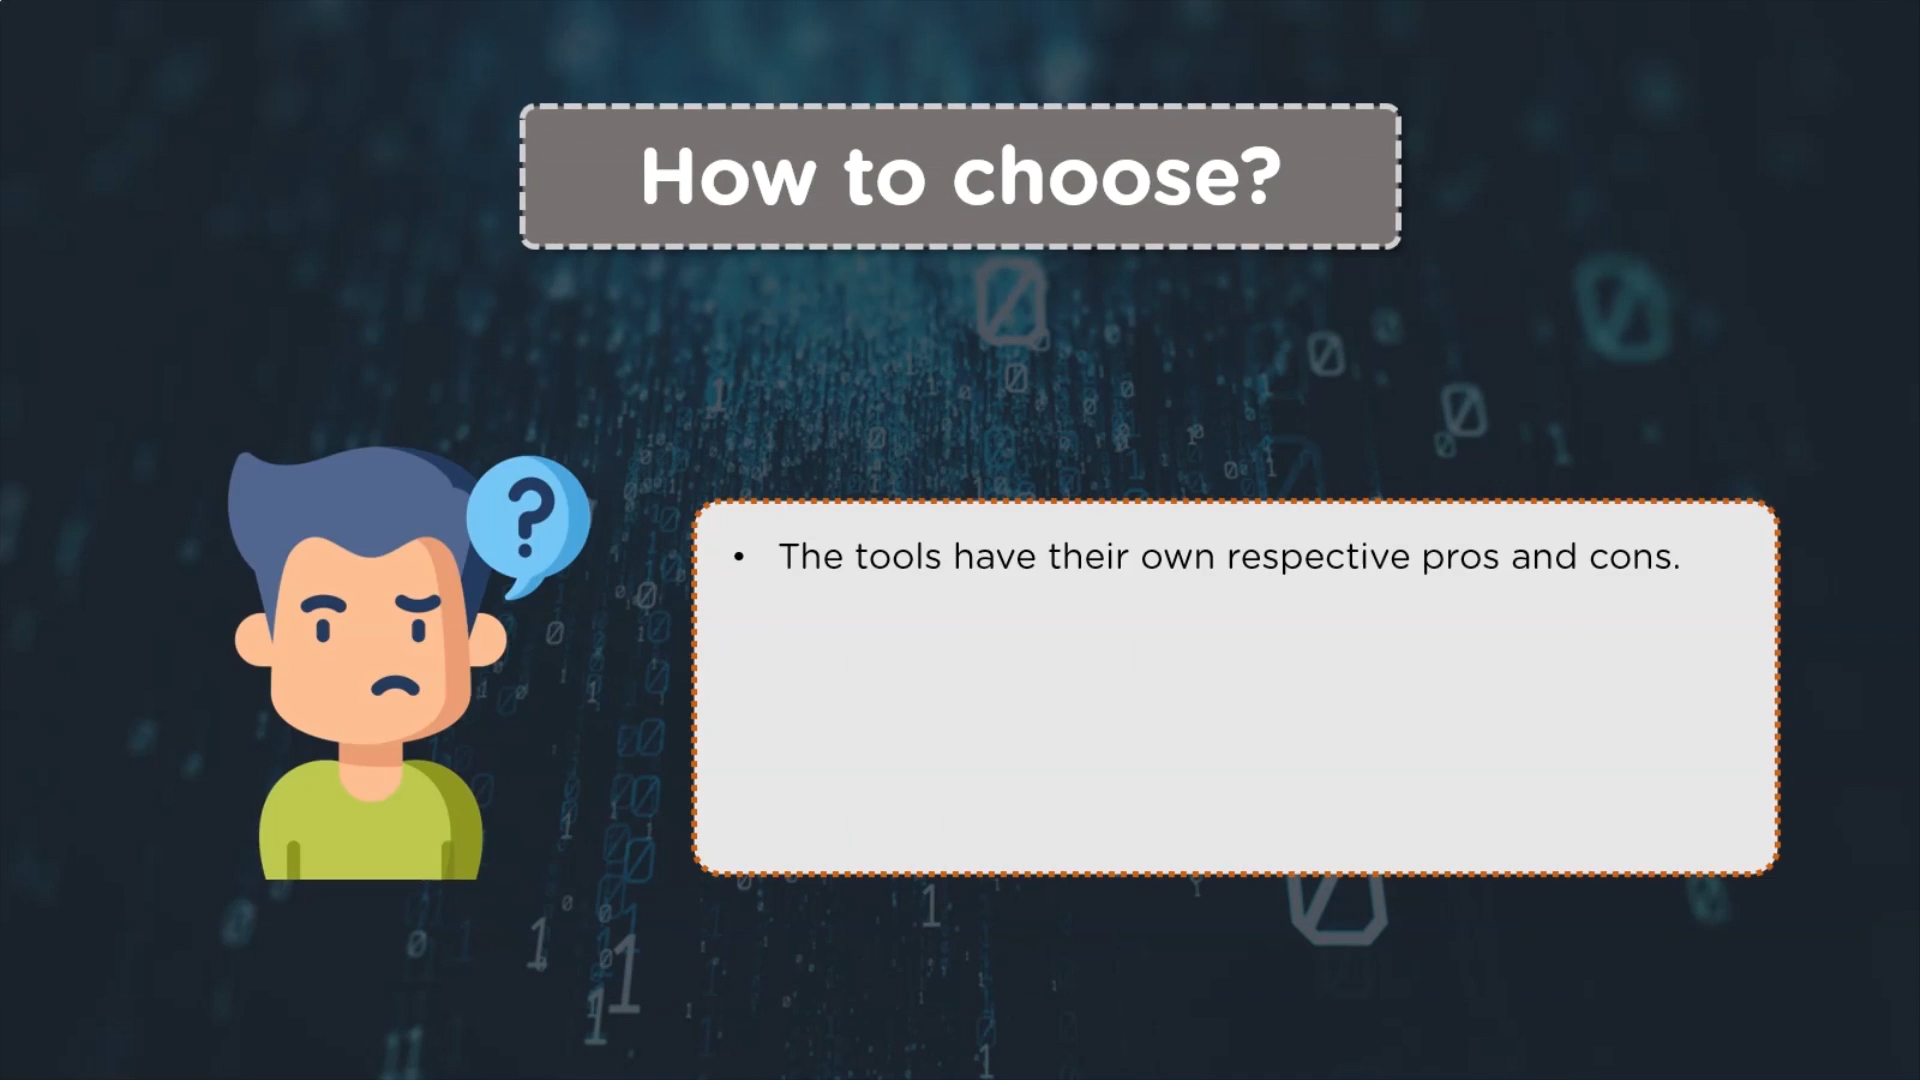 How to choose?
?
• The tools have their own respective pros and cons.